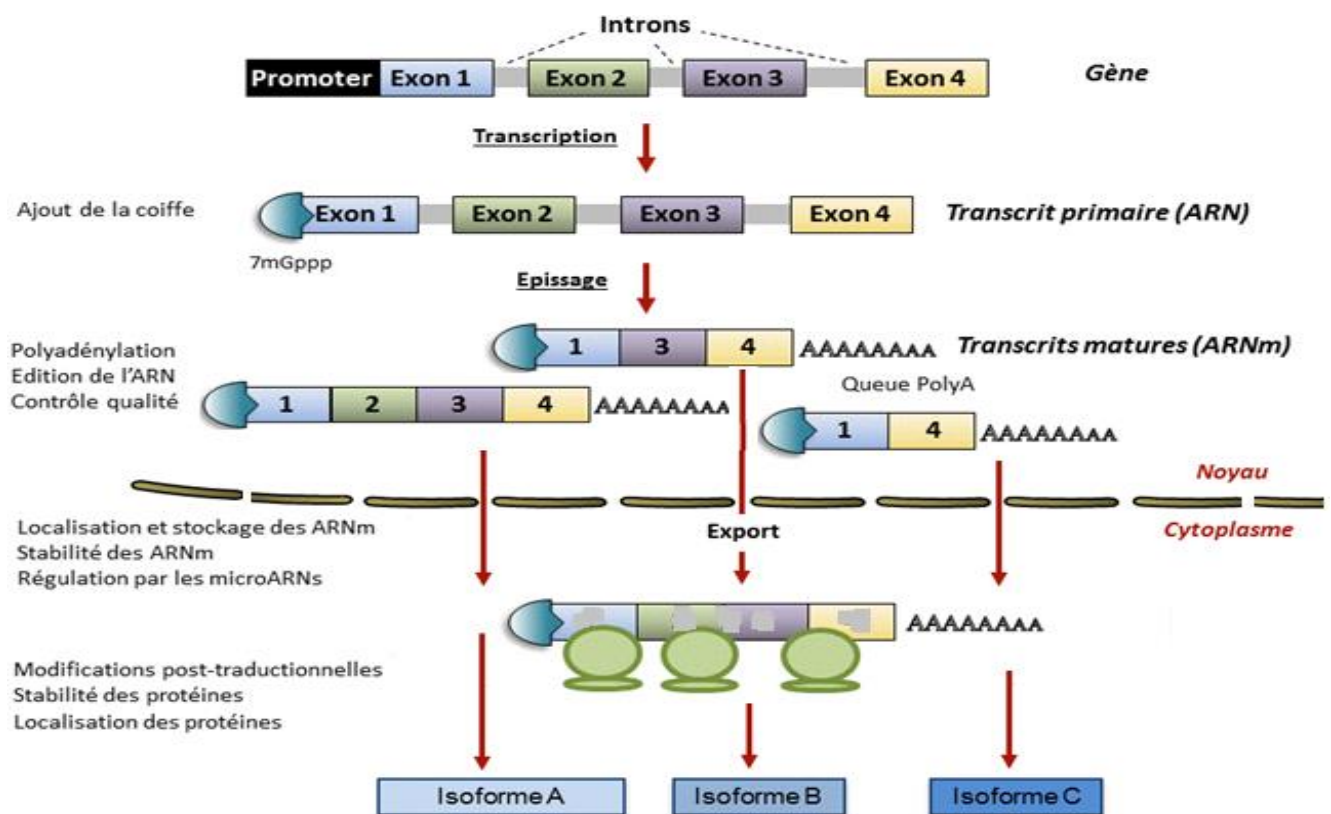 Introns
Promoter Exon 1 Exon 2 Exon 3 Exon 4 Gène
Transcription
Ajout de la coiffe
Exon 1 Exon 2 Exon 3 Exon 4 Transcrit primaire (ARN)
7mGppp
Epissage
1 3 4 AAAAAAAA Transcrits matures (ARNm)
Polyadénylation
Edition de l'ARN
Contrôle qualité
Queue PolyA
1 2 3 4 AAAAAAAA
1 4 AAAAAAAA
Noyau
Cytoplasme
Localisation et stockage des ARNm
Stabilité des ARNm
Régulation par les microARNs
Export
AAAAAAAA
Modifications post-traductionnelles
Stabilité des protéines
Localisation des protéines
Isoforme A Isoforme B Isoforme C